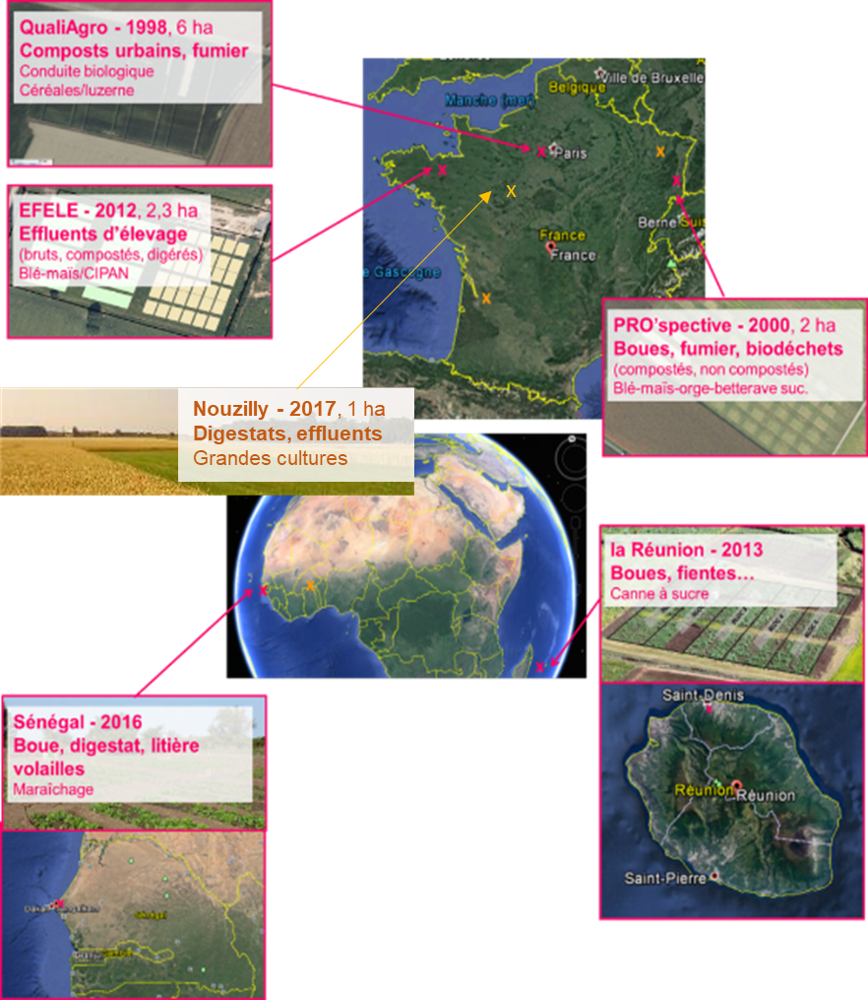 QualiAgro - 1998, 6 ha
Composts urbains, fumier
Conduite biologique
Céréales/luzerne
Manche (mer)
Belgique
Ville de Bruxelle
x
x
Paris
x
x
x
x
EFELE - 2012, 2,3 ha
Effluents d'élevage
(bruts, compostés, digérés)
Blé-maïs/CIPAN
Berne
Suis
France
France
e Gascogne
x
PRO'spective - 2000, 2 ha
Boues, fumier, biodéchets
(compostés, non compostés)
Blé-maïs-orge-betterave suc.
Nouzilly - 2017, 1 ha
Digestats, effluents
Grandes cultures
la Réunion - 2013
Boues, fientes...
Canne à sucre
x
x
x
Sénégal - 2016
Boue, digestat, litière
volailles
Maraîchage
Saint-Denis
Réunion
Réunion
Saint-Pierre
Sénégal